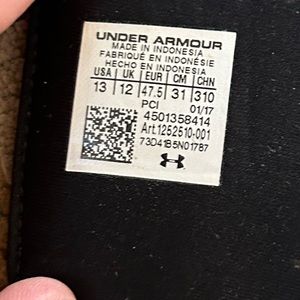 UNDER ARMOUR
MADE IN INDONESIA
FABRIQUÉ EN INDONÉSIE
HECHO EN INDONESIA
USA UK EUR CM CHN
13 12 47.5 31 310
PCI 01/17
4501358414
Art.1252510-001
73D41B5N01787